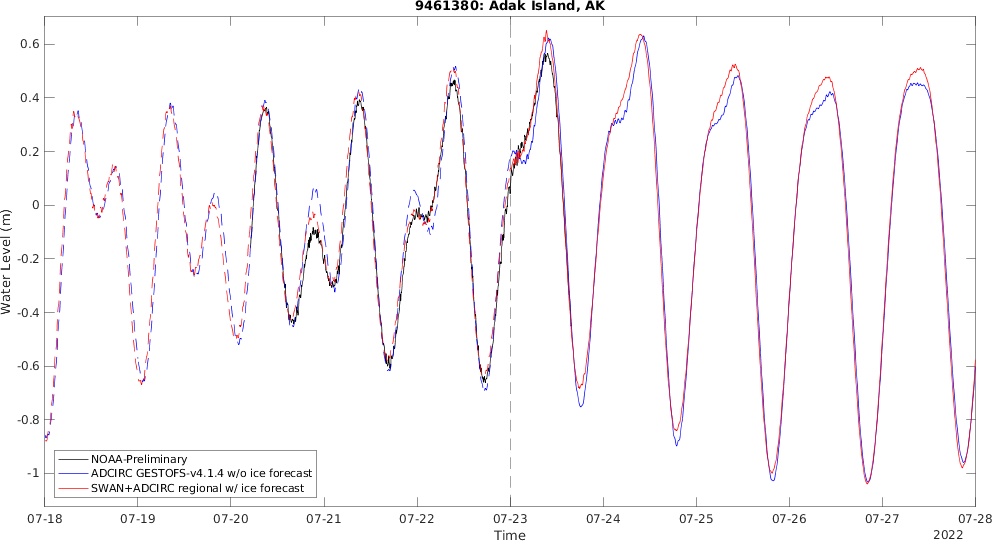 9461380: Adak Island, AK
Water Level (m)
0.6
0.4
0.2
0
-0.2
-0.4
-0.6
-0.8
-1
NOAA-Preliminary
ADCIRC GESTOFS-v4.1.4 w/o ice forecast
SWAN+ADCIRC regional w/ ice forecast
07-18 07-19 07-20 07-21 07-22 07-23 07-24 07-25 07-26 07-27 07-28
Time
2022